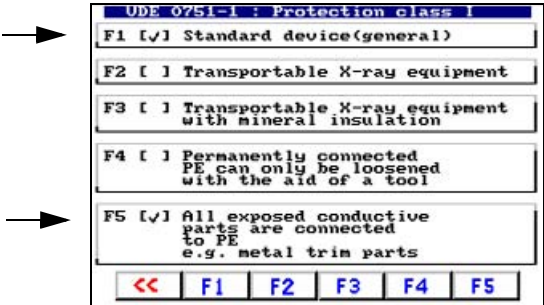 UDE 0751-1 : Protection class I
F1 [✓] Standard device(general)
F2 [ ] Transportable X-ray equipment
F3 [ ] Transportable X-ray equipment
with mineral insulation
F4 [ ] Permanently connected
PE can only be loosened
with the aid of a tool
F5 [✓] All exposed conductive
parts are connected
to PE
e.g. metal trim parts
<< F1 F2 F3 F4 F5